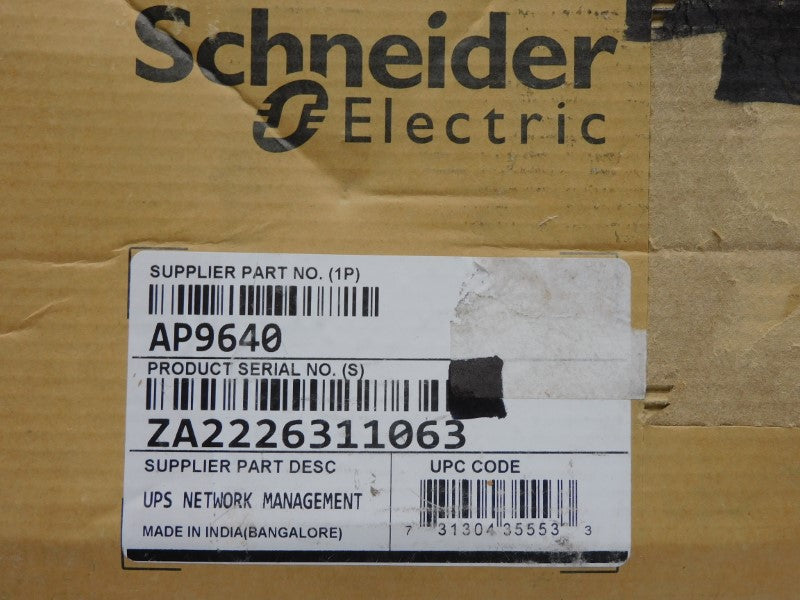 Schneider
Electric
SUPPLIER PART NO. (1P)
AP9640
PRODUCT SERIAL NO. (S)
ZA2226311063
SUPPLIER PART DESC
UPS NETWORK MANAGEMENT
MADE IN INDIA(BANGALORE)
UPC CODE
7 31304 35553 3